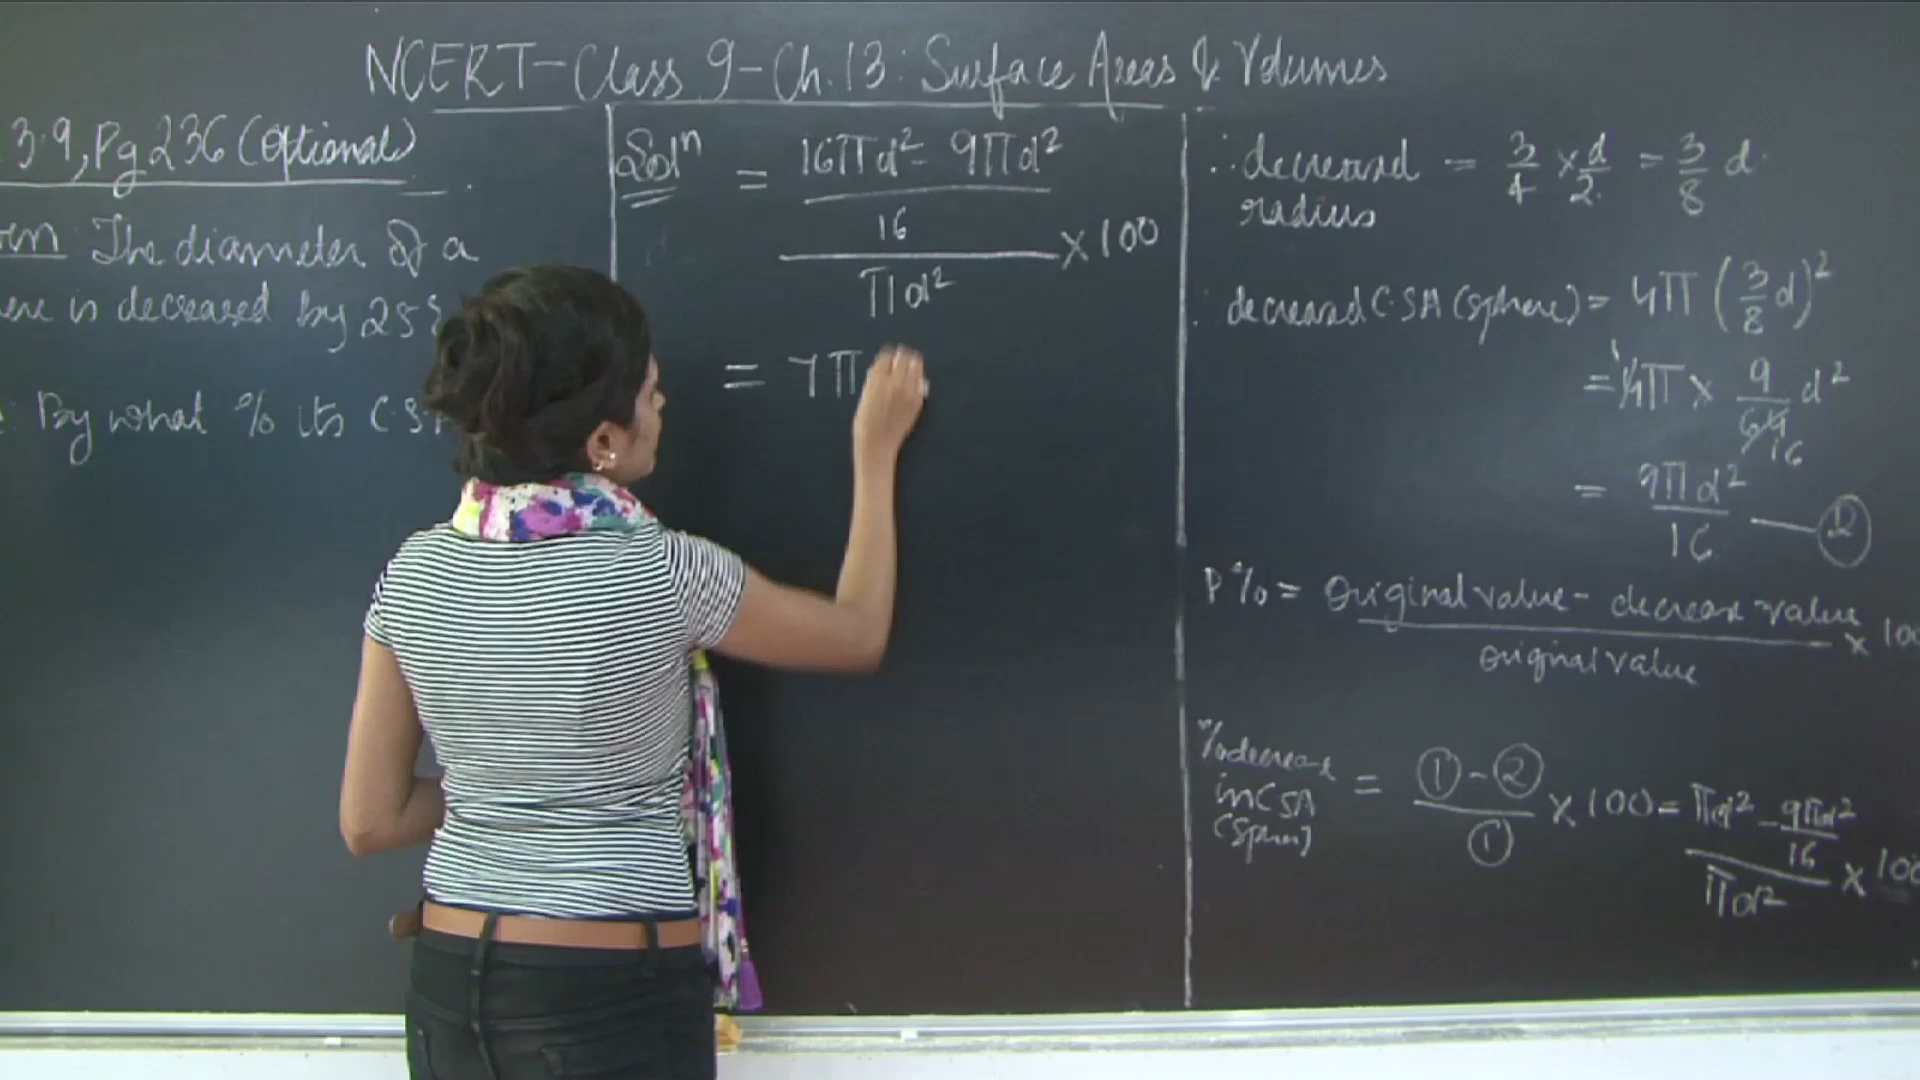 NCERT-Class 9-Ch.13: Surface Areas & Volumes
3.9, Pg 236 (Optional)
The diameter of a
is decreased by 25
By what % its C.S
Solⁿ = 16πd² - 9πd²
16
× 100
πd²
= 7π
∴ decreased radius = 3/4 × d/2 = 3/8 d
decreased C.S.A (sphere) = 4π (3/8 d)²
= 4π × 9/64 d²
16
= 9πd²/16 — ②
P% = Original value - decrease value
original value
× 100
% decrease in CSA = (① - ②)/① × 100 = (πd² - 9πd²/16)/πd² × 100